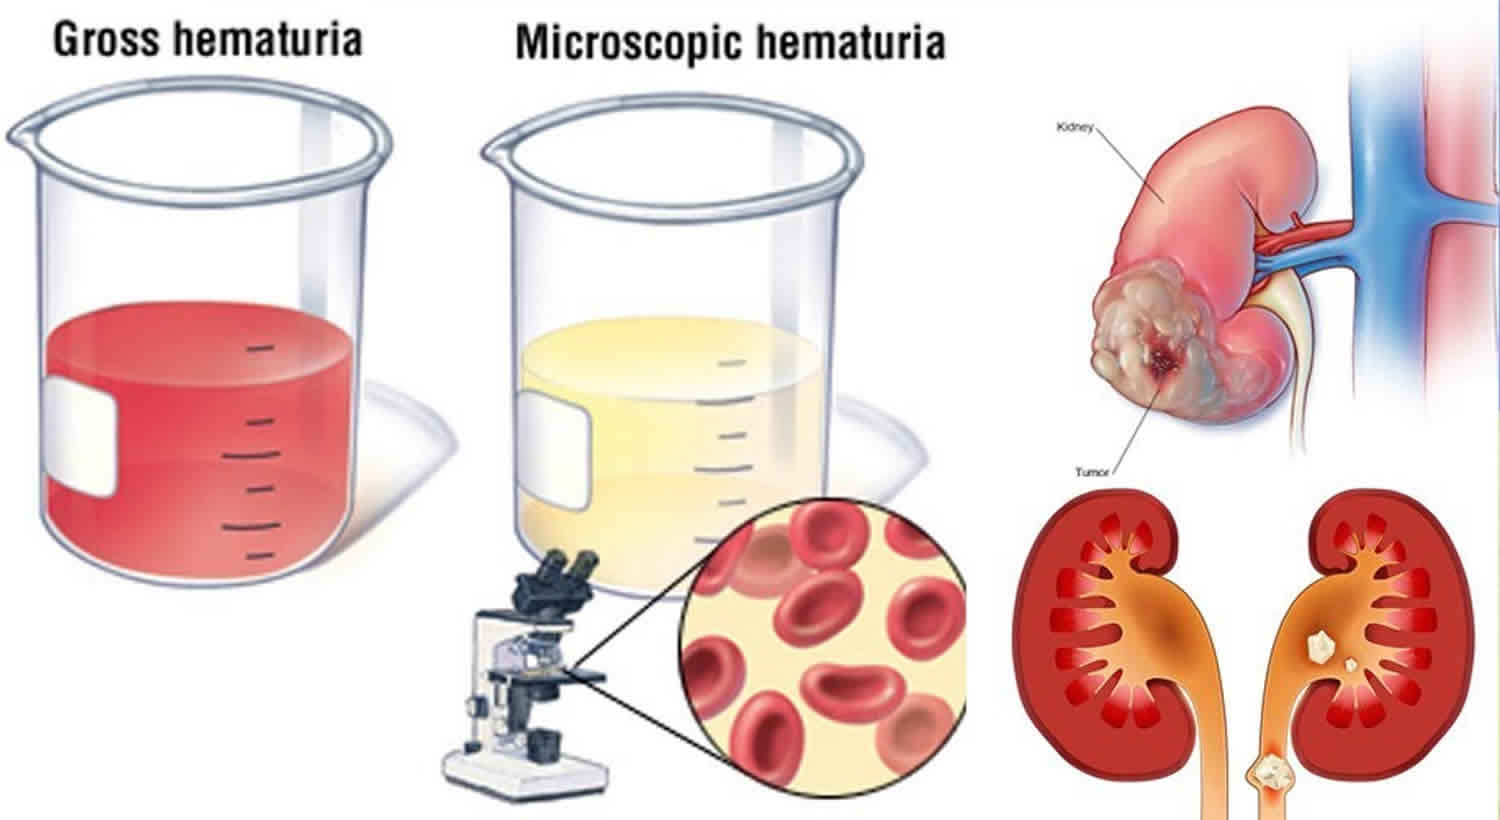 Gross hematuria
Microscopic hematuria
Kidney
Tumor